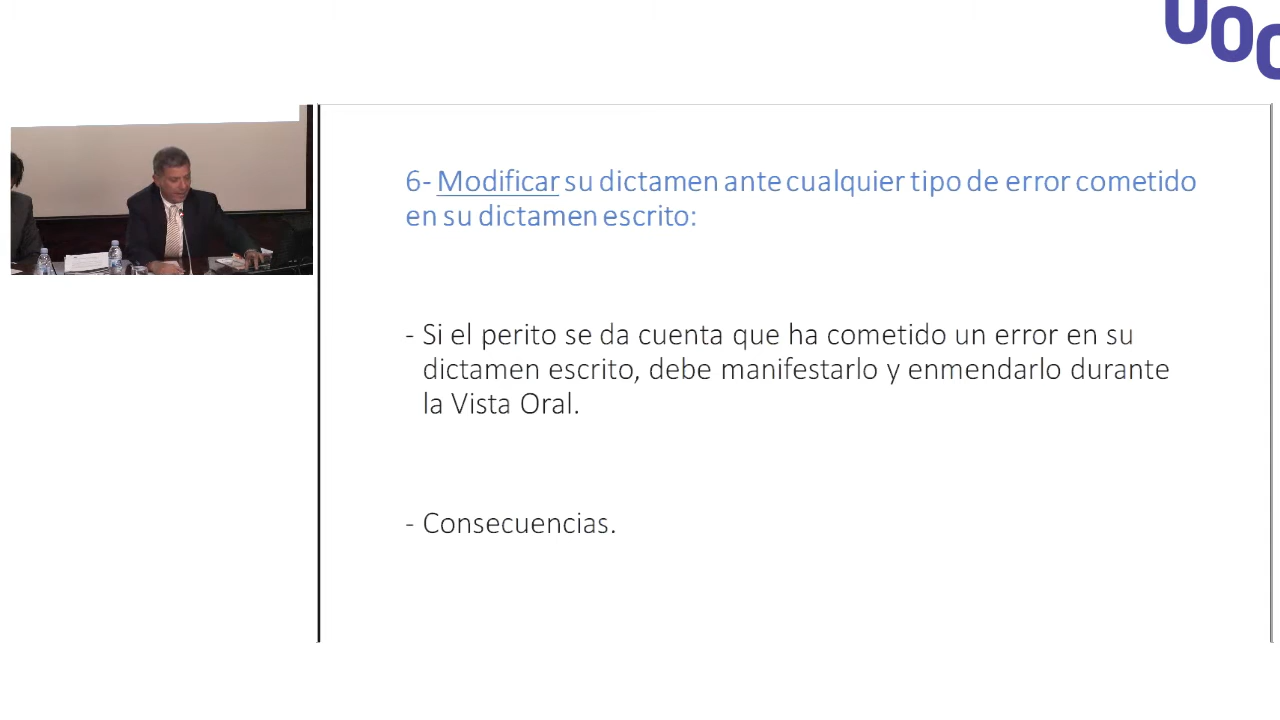 UOC
6- Modificar su dictamen ante cualquier tipo de error cometido
en su dictamen escrito:
- Si el perito se da cuenta que ha cometido un error en su
dictamen escrito, debe manifestarlo y enmendarlo durante
la Vista Oral.
- Consecuencias.